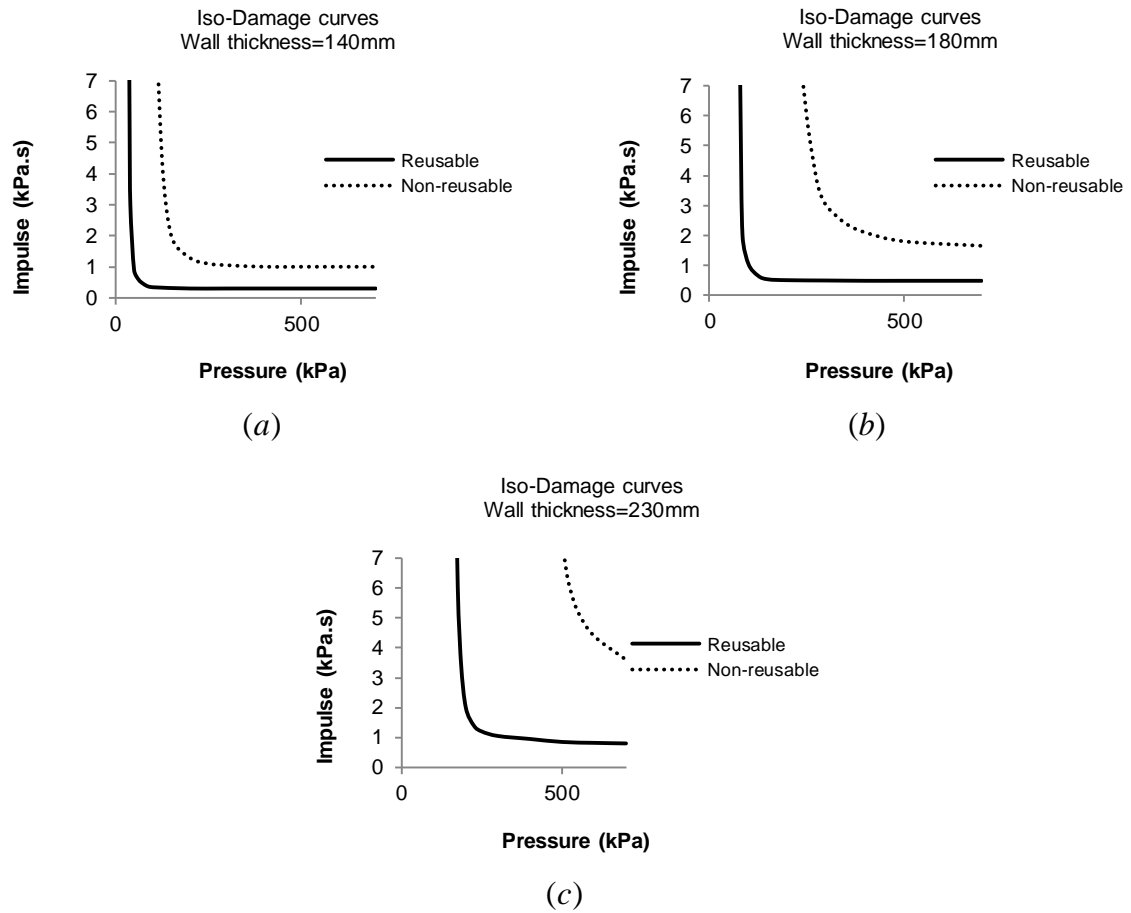 Iso-Damage curves
Wall thickness=140mm
7
6
5
4
3
2
1
0
Impulse (kPa.s)
0
500
Pressure (kPa)
Reusable
Non-reusable
(a)
Iso-Damage curves
Wall thickness=180mm
7
6
5
4
3
2
1
0
Impulse (kPa.s)
0
500
Pressure (kPa)
Reusable
Non-reusable
(b)
Iso-Damage curves
Wall thickness=230mm
7
6
5
4
3
2
1
0
Impulse (kPa.s)
0
500
Pressure (kPa)
Reusable
Non-reusable
(c)